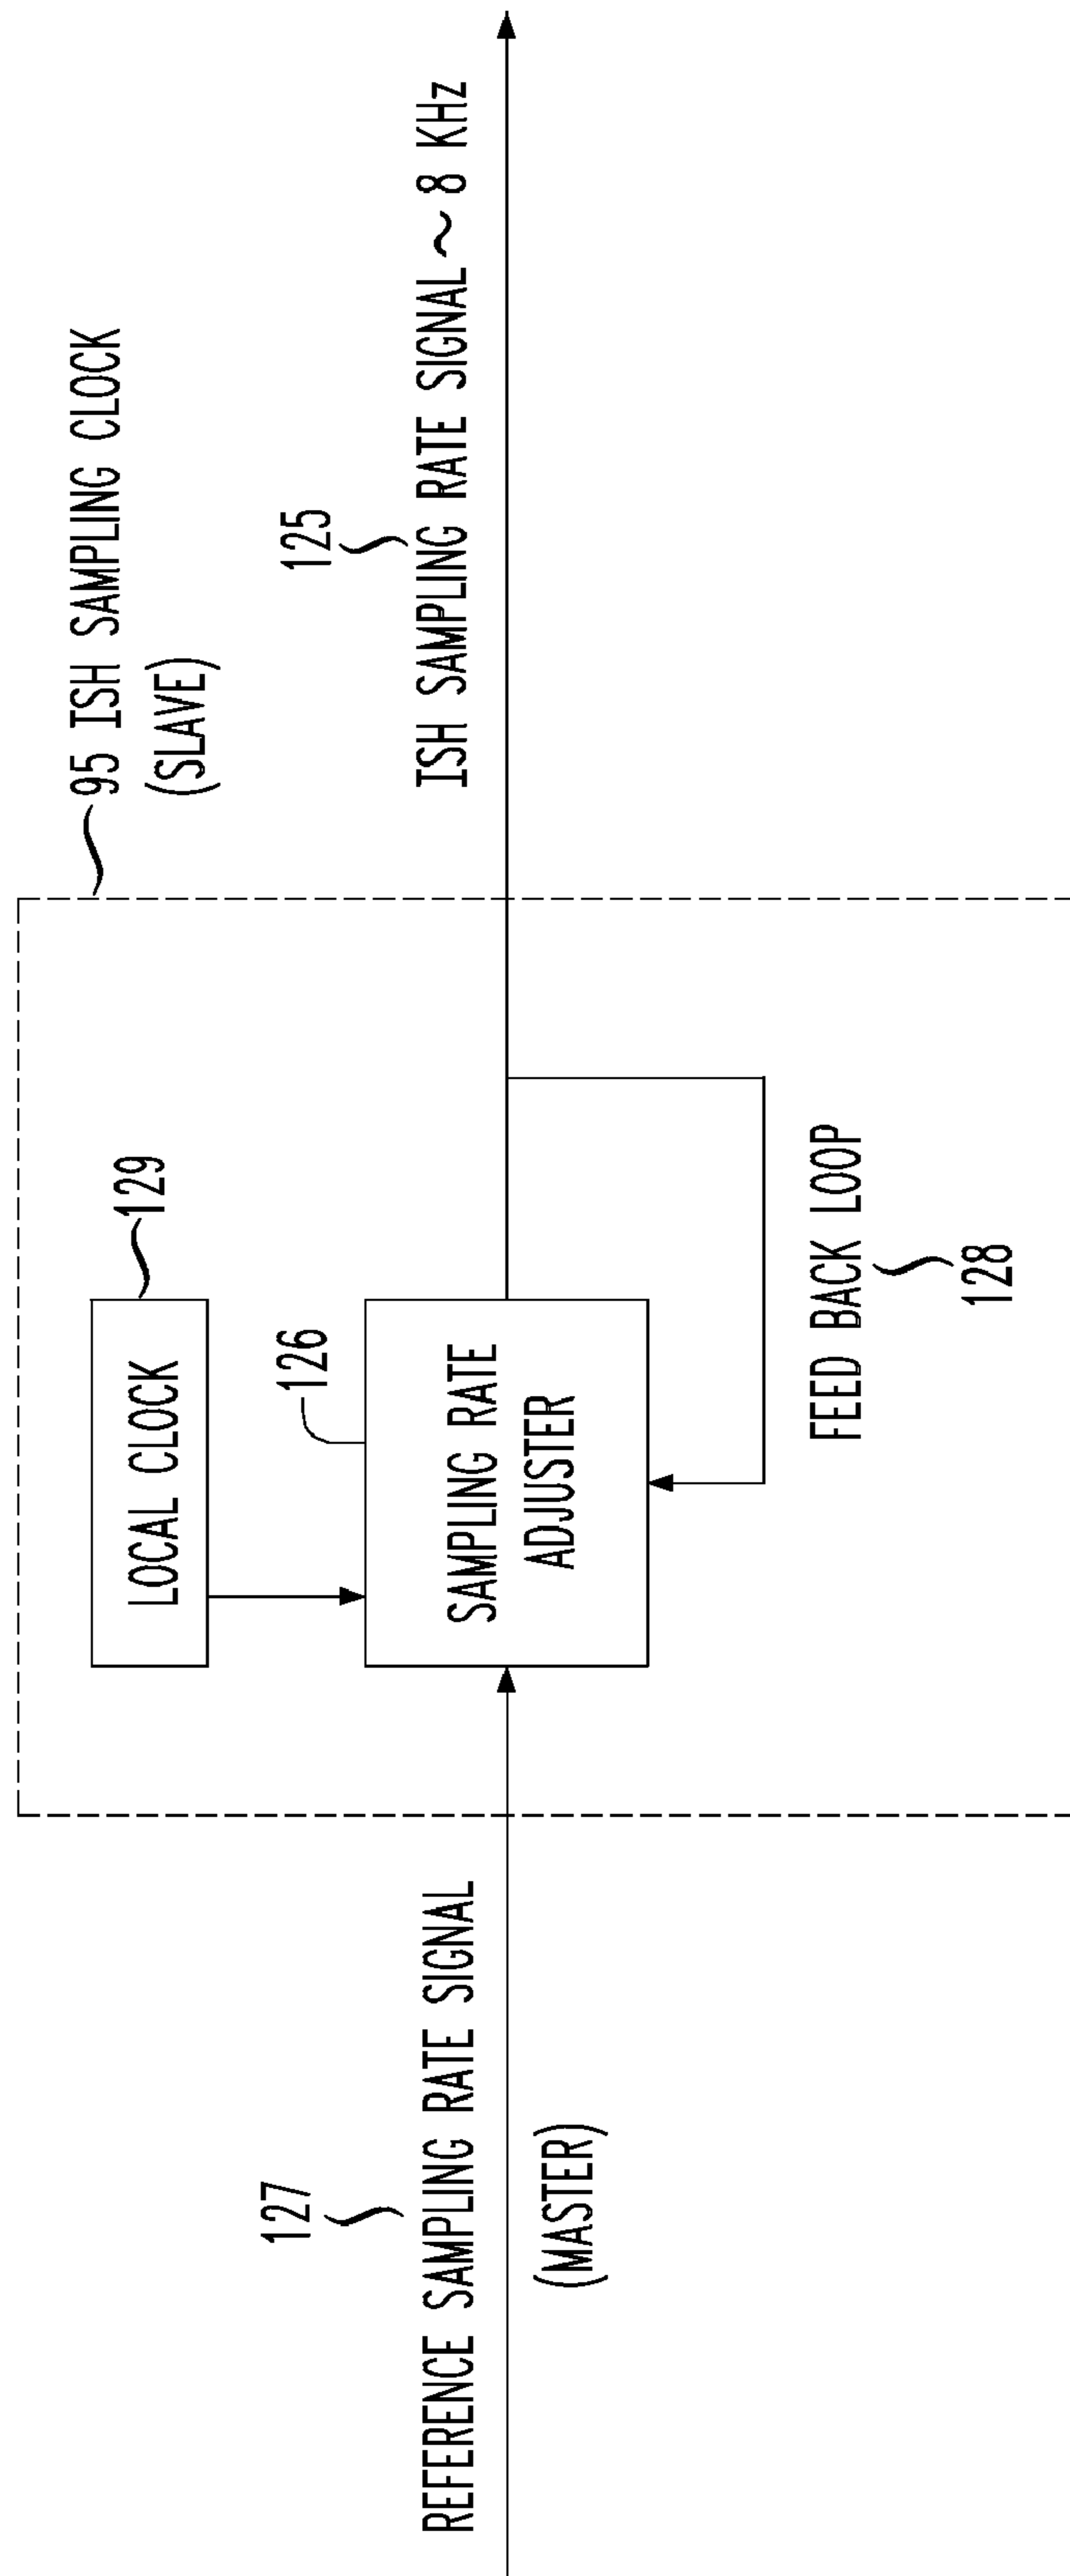 95 ISH SAMPLING CLOCK
(SLAVE)
LOCAL CLOCK
129
126
SAMPLING RATE
ADJUSTER
127
REFERENCE SAMPLING RATE SIGNAL
(MASTER)
125
ISH SAMPLING RATE SIGNAL ~ 8 KHz
FEED BACK LOOP
128